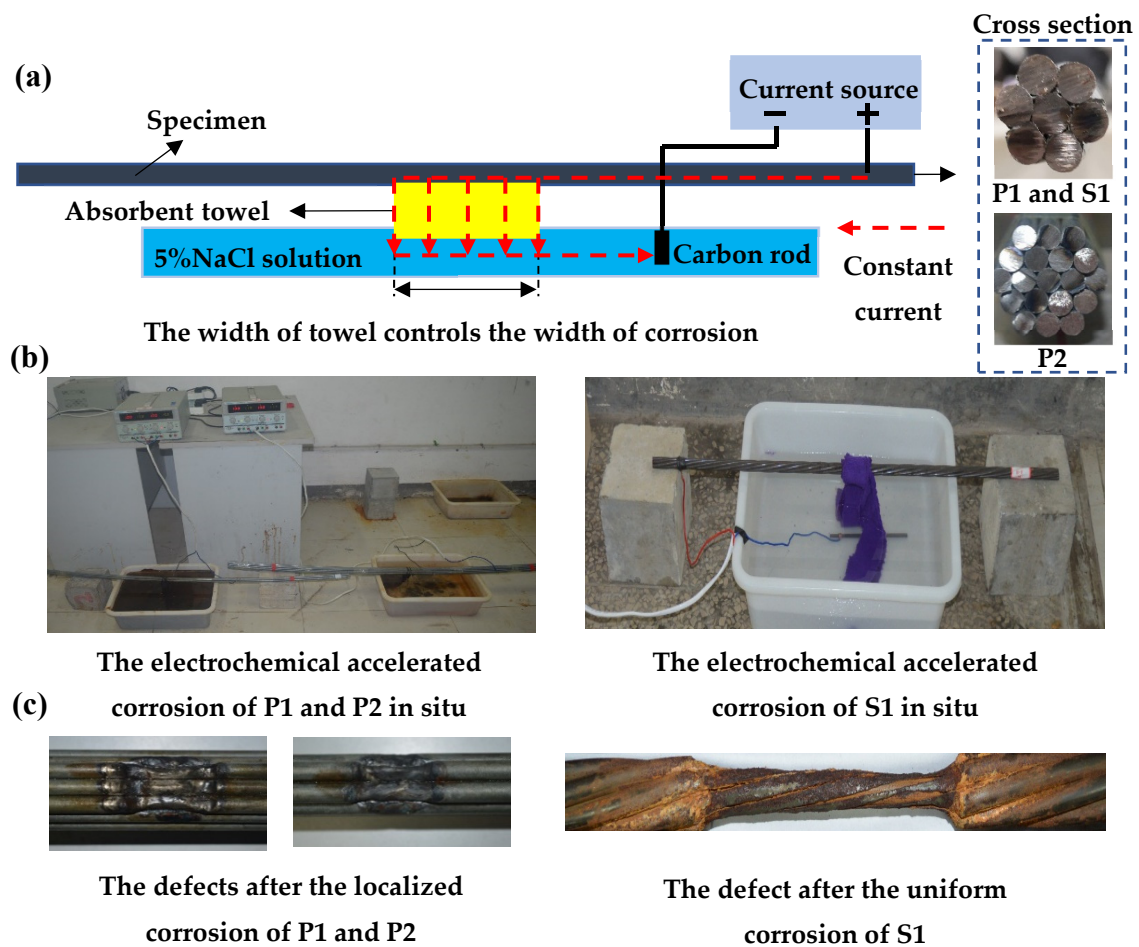 Cross section
(a)
Current source
− +
Specimen
P1 and S1
Absorbent towel
5%NaCl solution
Carbon rod
Constant
current
The width of towel controls the width of corrosion
P2
(b)
The electrochemical accelerated
corrosion of P1 and P2 in situ
The electrochemical accelerated
corrosion of S1 in situ
(c)
The defects after the localized
corrosion of P1 and P2
The defect after the uniform
corrosion of S1